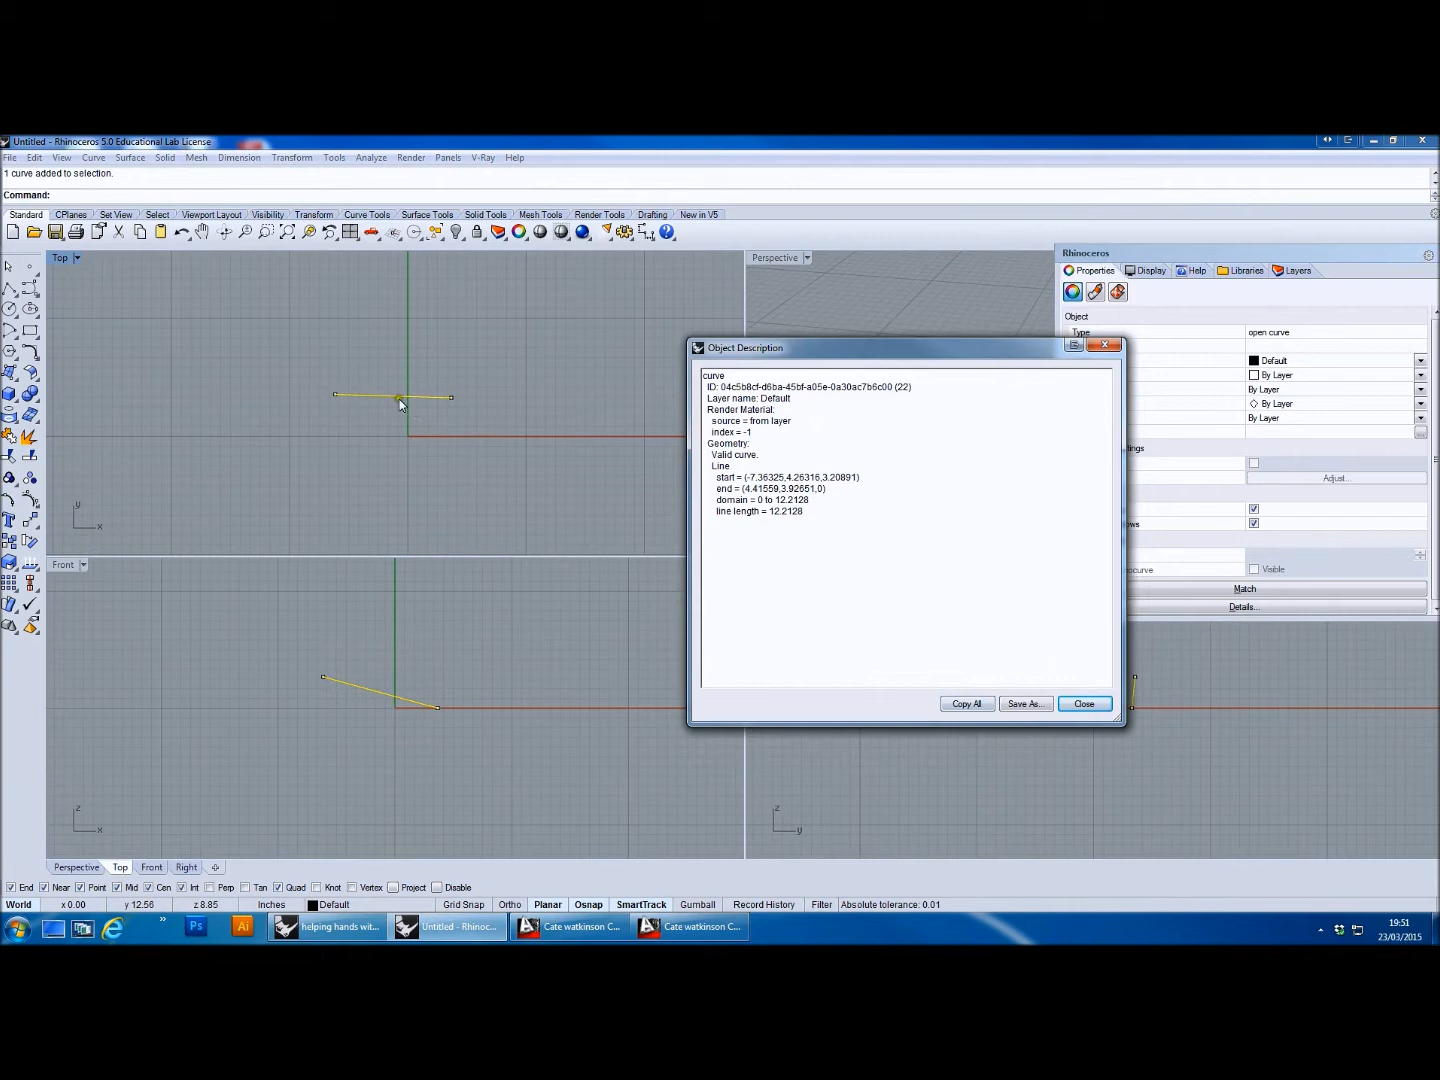 Untitled - Rhinoceros 5.0 Educational Lab License
File Edit View Curve Surface Solid Mesh Dimension Transform Tools Analyze Render Panels V-Ray Help
1 curve added to selection.
Command:
Standard CPlanes Set View Select Viewport Layout Visibility Transform Curve Tools Surface Tools Solid Tools Mesh Tools Render Tools Drafting New in V5
Top
Perspective
Rhinoceros
Properties Display Help Libraries Layers
Object
Type open curve
Default
By Layer
By Layer
By Layer
By Layer
Adjust...
Visible
Match
Details...
Object Description
curve
ID: 04c5b8cf-d6ba-45bf-a05e-0a30ac7b6c00 (22)
Layer name: Default
Render Material:
source = from layer
index = -1
Geometry:
Valid curve.
Line
start = (-7.36325,4.26316,3.20891)
end = (4.41559,3.92651,0)
domain = 0 to 12.2128
line length = 12.2128
Copy All Save As... Close
y
x
Front
z
x
z
y
Perspective Top Front Right
End Near Point Mid Cen Int Perp Tan Quad Knot Vertex Project Disable
World x 0.00 y 12.56 z 8.85 Inches Default Grid Snap Ortho Planar Osnap SmartTrack Gumball Record History Filter Absolute tolerance: 0.01
Ps Ai helping hands wit... Untitled - Rhinoc... Cate watkinson C... Cate watkinson C...
19:51
23/03/2015